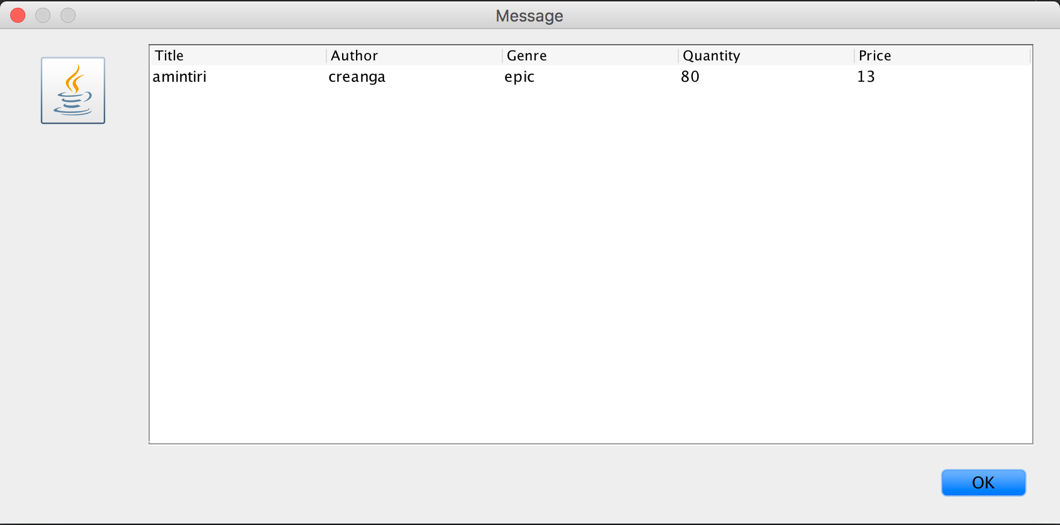 Message
Title Author Genre Quantity Price
amintiri creanga epic 80 13
OK